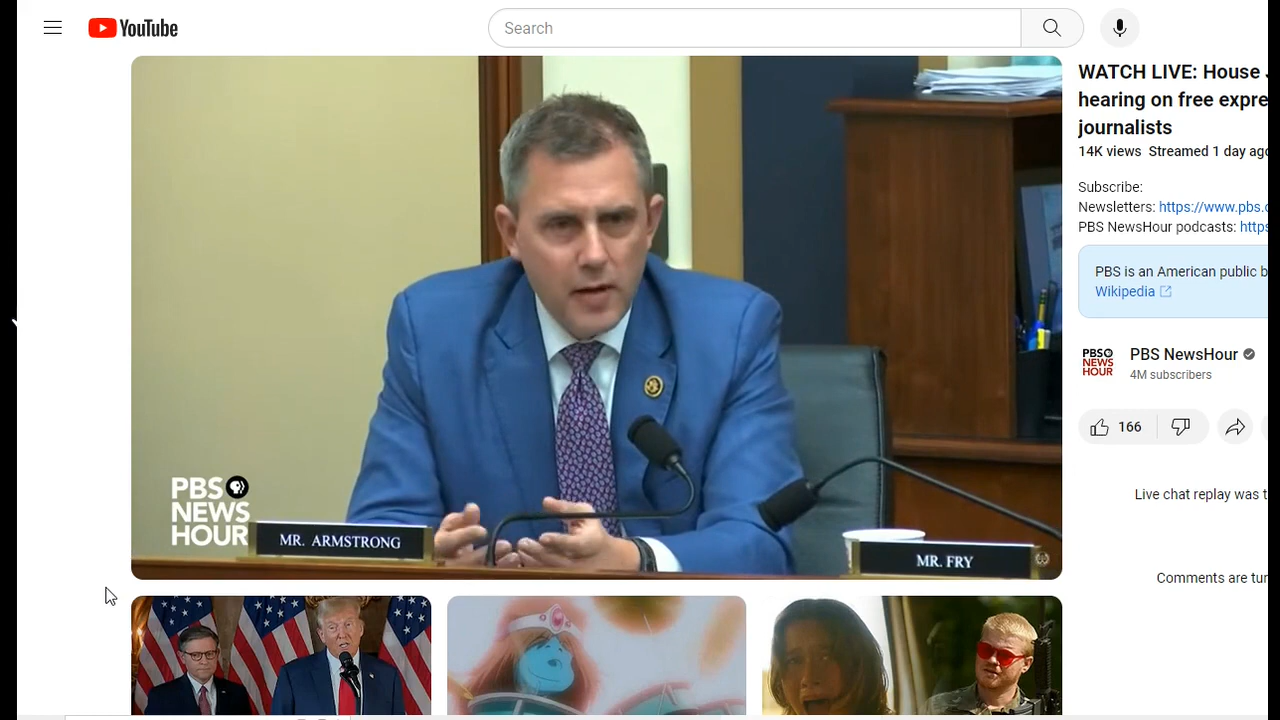 YouTube
Search
WATCH LIVE: House
hearing on free expre
journalists
14K views Streamed 1 day ago
Subscribe:
Newsletters: https://www.pbs.
PBS NewsHour podcasts: https
PBS is an American public b
Wikipedia
PBS NEWS HOUR
PBS NewsHour
4M subscribers
166
Live chat replay was t
Comments are tur
PBS
NEWS
HOUR
MR. ARMSTRONG
MR. FRY